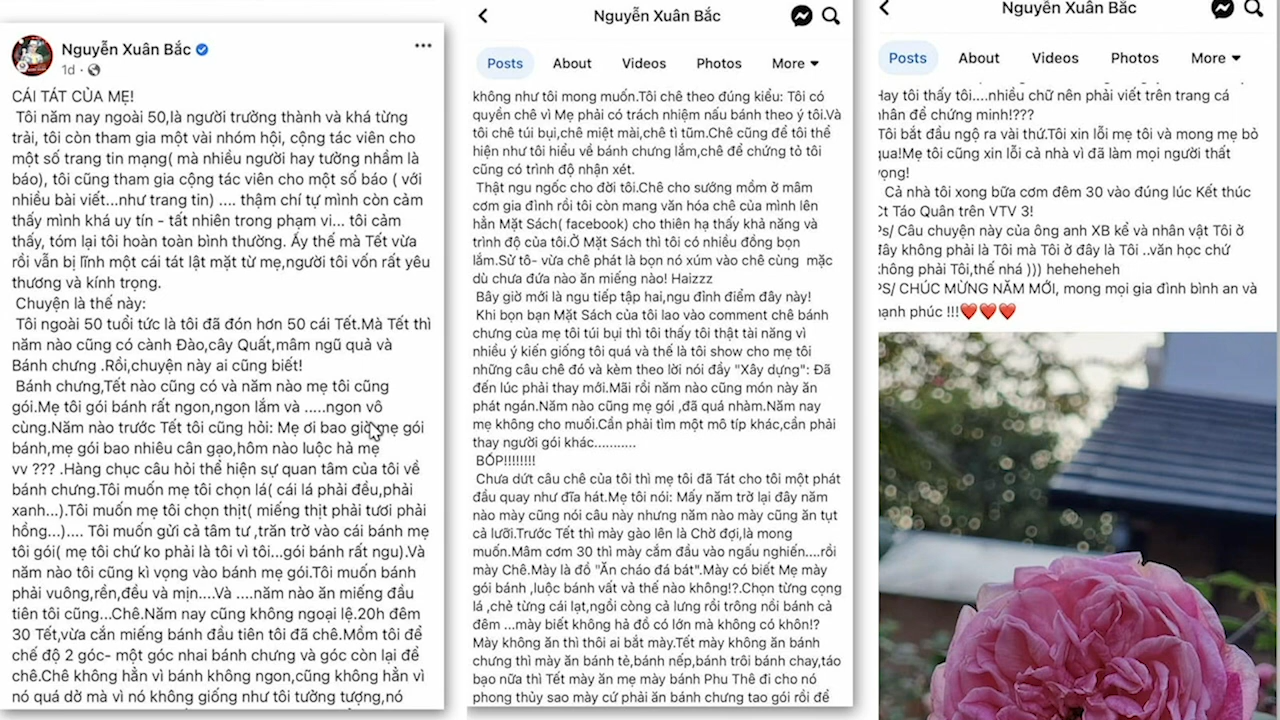 Nguyễn Xuân Bắc
1d
CÁI TÁT CỦA MẸ!
Tôi năm nay ngoài 50,là người trưởng thành và khá từng
trải, tôi còn tham gia một vài nhóm hội, cộng tác viên cho
một số trang tin mạng( mà nhiều người hay tưởng nhầm là
báo), tôi cũng tham gia cộng tác viên cho một số báo ( với
nhiều bài viết...như trang tin) .... thậm chí tự mình còn cảm
thấy mình khá uy tín - tất nhiên trong phạm vi... tôi cảm
thấy, tóm lại tôi hoàn toàn bình thường. Ấy thế mà Tết vừa
rồi vẫn bị lĩnh một cái tát lật mặt từ mẹ,người tôi vốn rất yêu
thương và kính trọng.
Chuyện là thế này:
Tôi ngoài 50 tuổi tức là tôi đã đón hơn 50 cái Tết.Mà Tết thì
năm nào cũng có cành Đào,cây Quất,mâm ngũ quả và
Bánh chưng .Rồi,chuyện này ai cũng biết!
Bánh chưng,Tết nào cũng có và năm nào mẹ tôi cũng
gói.Mẹ tôi gói bánh rất ngon,ngon lắm và .....ngon vô
cùng.Năm nào trước Tết tôi cũng hỏi: Mẹ ơi bao giờ mẹ gói
bánh,mẹ gói bao nhiêu cân gạo,hôm nào luộc hả mẹ
vv ??? .Hàng chục câu hỏi thể hiện sự quan tâm của tôi về
bánh chưng.Tôi muốn mẹ tôi chọn lá( cái lá phải đều,phải
xanh...).Tôi muốn mẹ tôi chọn thịt( miếng thịt phải tươi phải
hồng...).... Tôi muốn gửi cả tâm tư ,trăn trở vào cái bánh mẹ
tôi gói( mẹ tôi chứ ko phải là tôi vì tôi...gói bánh rất ngu).Và
năm nào tôi cũng kì vọng vào bánh mẹ gói.Tôi muốn bánh
phải vuông,rền,dẻo và mịn....Và ....năm nào ăn miếng đầu
tiên tôi cũng...Chê.Năm nay cũng không ngoại lệ.20h đêm
30 Tết,vừa cắn miếng bánh đầu tiên tôi đã chê.Mồm tôi để
chế độ 2 góc- một góc nhai bánh chưng và góc còn lại để
chê.Chê không hẳn vì bánh không ngon,cũng không hẳn vì
nó quá dở mà vì nó không giống như tôi tưởng tượng,nó
Nguyễn Xuân Bắc
Posts About Videos Photos More
không như tôi mong muốn.Tôi chê theo đúng kiểu: Tôi có
quyền chê vì Mẹ phải có trách nhiệm nấu bánh theo ý tôi.Và
tôi chê túi bụi,chê miệt mài,chê tì tũm.Chê cũng để tôi thể
hiện như tôi hiểu về bánh chưng lắm,chê để chứng tỏ tôi
cũng có trình độ nhận xét.
Thật ngu ngốc cho đời tôi.Chê cho sướng mồm ở mâm
cơm gia đình rồi tôi còn mang văn hóa chê của mình lên
hẳn Mặt Sách( facebook) cho thiên hạ thấy khả năng và
trình độ của tôi.Ở Mặt Sách thì tôi có nhiều đồng bọn
lắm.Sử tô- vừa chê phát là bọn nó xúm vào chê cùng mặc
dù chưa đứa nào ăn miếng nào! Haizzz
Bây giờ mới là ngu tiếp tập hai,ngu đỉnh điểm đây này!
Khi bọn bạn Mặt Sách của tôi lao vào comment chê bánh
chưng của mẹ tôi túi bụi thì tôi thấy tôi thật tài năng vì
nhiều ý kiến giống tôi quá và thế là tôi show cho mẹ tôi
những câu chê đó và kèm theo lời nói đầy "Xây dựng": Đã
đến lúc phải thay mới.Mãi rồi năm nào cũng món này ăn
phát ngán.Năm nào cũng mẹ gói ,đã quá nhàm.Năm nay
mẹ không cho muối.Cần phải tìm một mô típ khác,cần phải
thay người gói khác...........
BỐP!!!!!!!!
Chưa dứt câu chê của tôi thì mẹ tôi đã Tát cho tôi một phát
đầu quay như đĩa hát.Mẹ tôi nói: Mấy năm trở lại đây năm
nào mày cũng nói câu này nhưng năm nào mày cũng ăn tụt
cả lưỡi.Trước Tết thì mày gào lên là Chờ đợi,là mong
muốn.Mâm cơm 30 thì mày cắm đầu vào ngấu nghiến....rồi
mày Chê.Mày là đồ "Ăn cháo đá bát".Mày có biết Mẹ mày
gói bánh ,luộc bánh vất vả thế nào không!?.Chọn từng cọng
lá ,chẻ từng cái lạt,ngồi còng cả lưng rồi trông nồi bánh cả
đêm ...mày biết không hả đồ có lớn mà không có khôn!?
Mày không ăn thì thôi ai bắt mày.Tết mày không ăn bánh
chưng thì mày ăn bánh tẻ,bánh nếp,bánh trôi bánh chay,táo
bạo nữa thì Tết mày ăn mẹ mày bánh Phu Thê đi cho nó
phong thủy sao mày cứ phải ăn bánh chưng tao gói rồi để
Nguyễn Xuân Bắc
Posts About Videos Photos More
Hay tôi thấy tôi....nhiều chữ nên phải viết trên trang cá
nhân để chứng minh!???
Tôi bắt đầu ngộ ra vài thứ.Tôi xin lỗi mẹ tôi và mong mẹ bỏ
qua!Mẹ tôi cũng xin lỗi cả nhà vì đã làm mọi người thất
vọng!
Cả nhà tôi xong bữa cơm đêm 30 vào đúng lúc Kết thúc
Ct Táo Quân trên VTV 3!
Ps/ Câu chuyện này của ông anh XB kể và nhân vật Tôi ở
đây không phải là Tôi mà Tôi ở đây là Tôi ..văn học chứ
không phải Tôi,thế nhá ))) heheheheh
PS/ CHÚC MỪNG NĂM MỚI, mong mọi gia đình bình an và
hạnh phúc !!!❤️❤️❤️